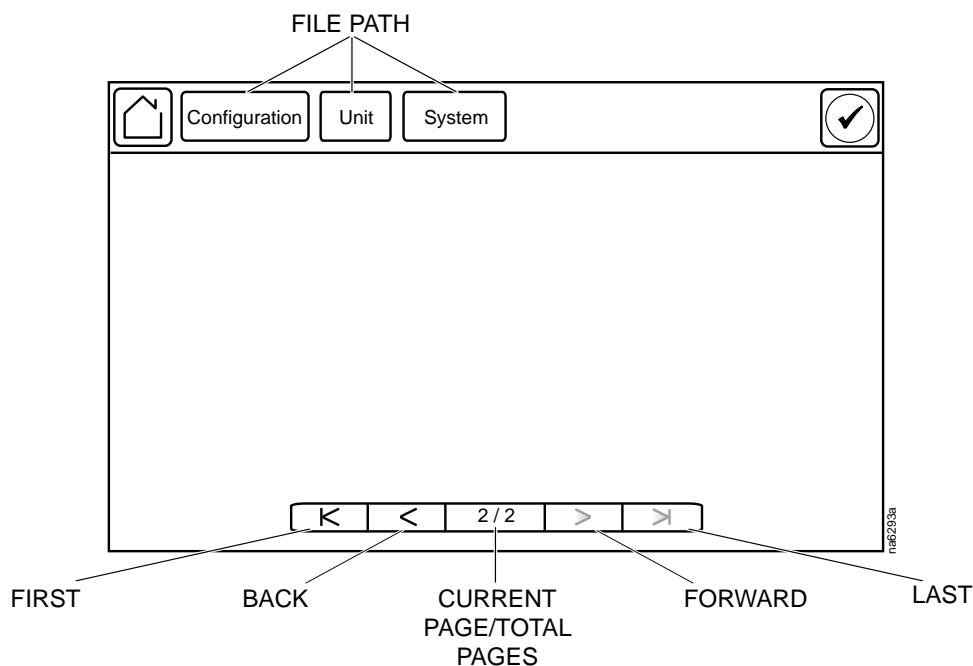 FILE PATH
Configuration
Unit
System
2 / 2
na6293a
FIRST
BACK
CURRENT
PAGE/TOTAL
PAGES
FORWARD
LAST